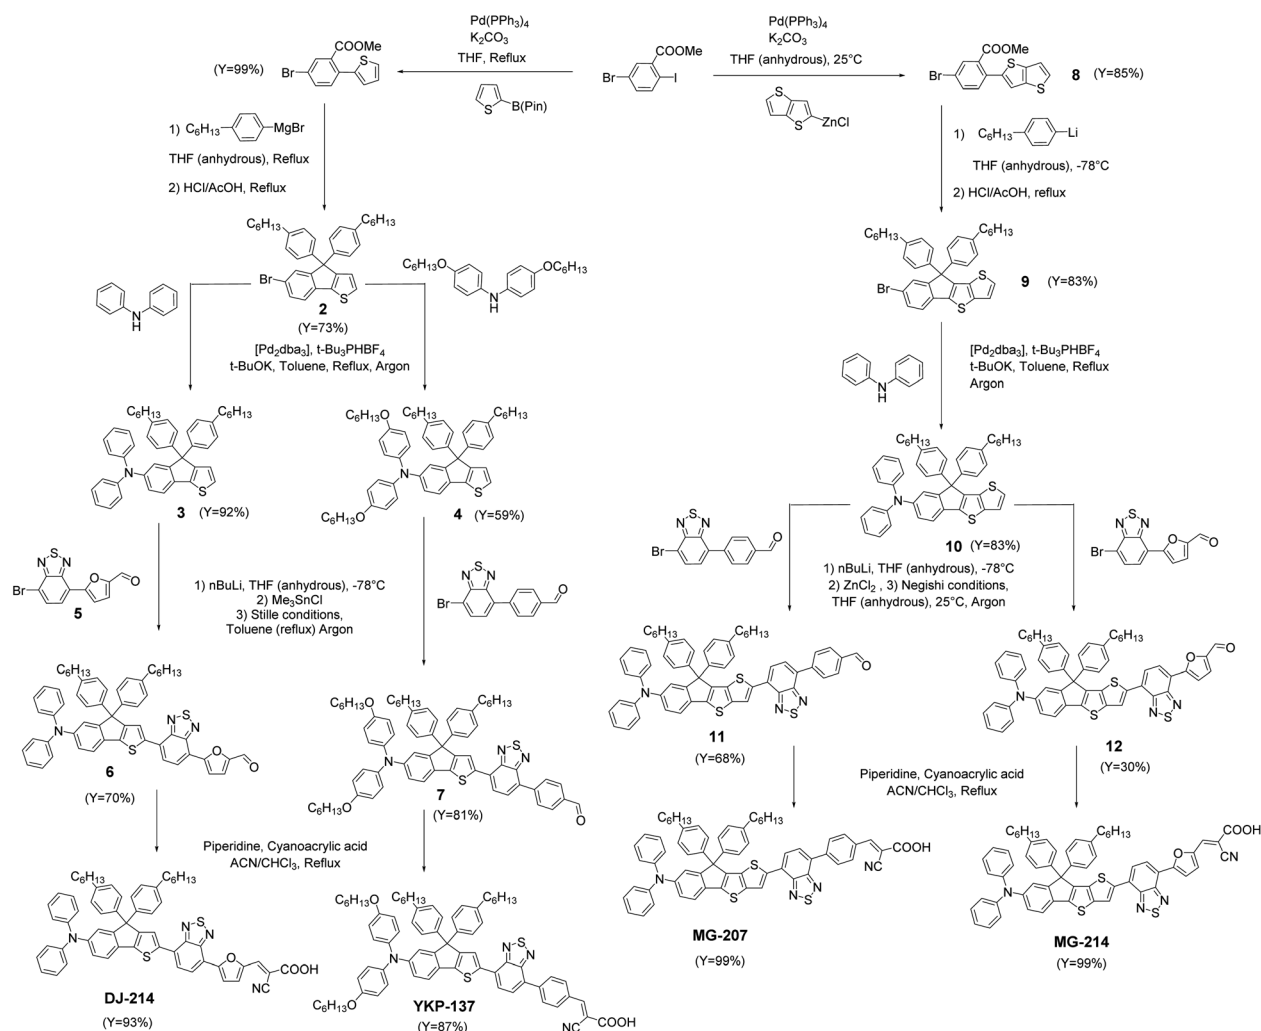 Pd(PPh₃)₄
K₂CO₃
THF, Reflux
S
B(Pin)
(Y=99%)
COOMe
Br
S
COOMe
Br
I
Pd(PPh₃)₄
K₂CO₃
THF (anhydrous), 25°C
S
S
ZnCl
COOMe
Br
S
S
8 (Y=85%)
1) C₆H₁₃ MgBr
THF (anhydrous), Reflux
2) HCl/AcOH, Reflux
1) C₆H₁₃ Li
THF (anhydrous), -78°C
2) HCl/AcOH, reflux
C₆H₁₃ C₆H₁₃
Br
S
2
(Y=73%)
N
H
C₆H₁₃O OC₆H₁₃
N
H
[Pd₂dba₃], t-Bu₃PHBF₄
t-BuOK, Toluene, Reflux, Argon
C₆H₁₃ C₆H₁₃
Br
S
S
9 (Y=83%)
N
H
[Pd₂dba₃], t-Bu₃PHBF₄
t-BuOK, Toluene, Reflux
Argon
C₆H₁₃ C₆H₁₃
N
S
3 (Y=92%)
C₆H₁₃O C₆H₁₃ C₆H₁₃
N
S
C₆H₁₃O
4 (Y=59%)
C₆H₁₃ C₆H₁₃
N
S
S
10 (Y=83%)
S
N N
Br
O
O
5
1) nBuLi, THF (anhydrous), -78°C
2) Me₃SnCl
3) Stille conditions,
Toluene (reflux) Argon
S
N N
Br
O
S
N N
Br
O
1) nBuLi, THF (anhydrous), -78°C
2) ZnCl₂ , 3) Negishi conditions,
THF (anhydrous), 25°C, Argon
S
N N
Br
O
O
C₆H₁₃ C₆H₁₃
N
S
N S N
O
O
6
(Y=70%)
C₆H₁₃O C₆H₁₃ C₆H₁₃
N
S
N S N
O
C₆H₁₃O
7
(Y=81%)
C₆H₁₃ C₆H₁₃
N
S
S
N S N
O
11
(Y=68%)
C₆H₁₃ C₆H₁₃
N
S
S
N S N
O
O
12
(Y=30%)
Piperidine, Cyanoacrylic acid
ACN/CHCl₃, Reflux
Piperidine, Cyanoacrylic acid
ACN/CHCl₃, Reflux
C₆H₁₃ C₆H₁₃
N
S
N S N
O
COOH
NC
DJ-214
(Y=93%)
C₆H₁₃O C₆H₁₃ C₆H₁₃
N
S
N S N
C₆H₁₃O
NC
COOH
YKP-137
(Y=87%)
C₆H₁₃ C₆H₁₃
N
S
S
N S N
COOH
CN
MG-207
(Y=99%)
C₆H₁₃ C₆H₁₃
N
S
S
N S N
O
COOH
CN
MG-214
(Y=99%)